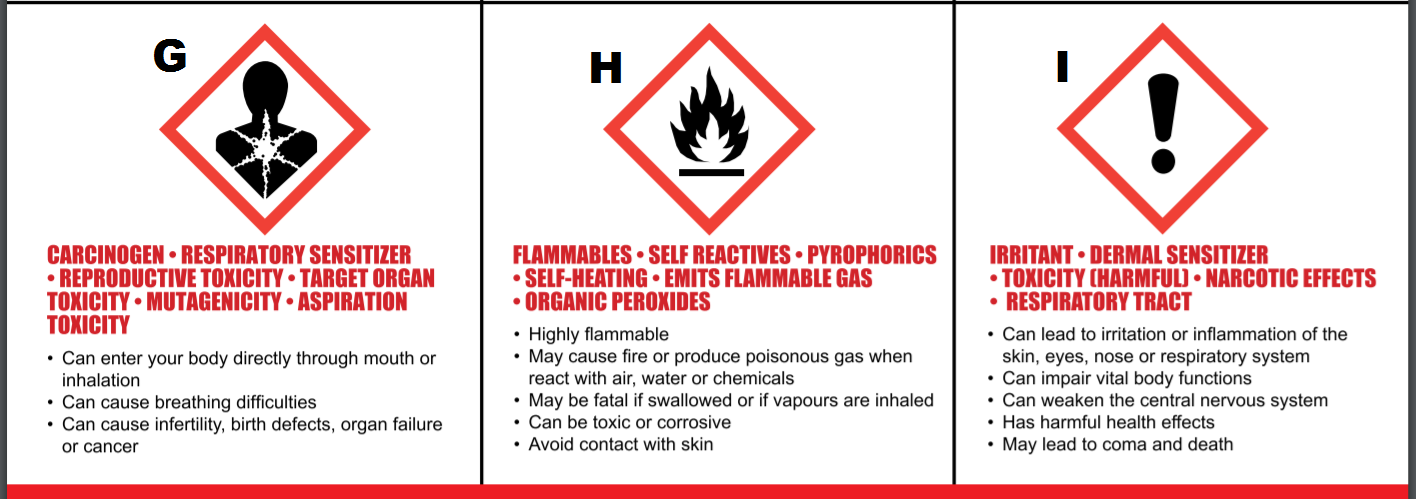 G
CARCINOGEN • RESPIRATORY SENSITIZER
• REPRODUCTIVE TOXICITY • TARGET ORGAN
TOXICITY • MUTAGENICITY • ASPIRATION
TOXICITY
• Can enter your body directly through mouth or
inhalation
• Can cause breathing difficulties
• Can cause infertility, birth defects, organ failure
or cancer
H
FLAMMABLES • SELF REACTIVES • PYROPHORICS
• SELF-HEATING • EMITS FLAMMABLE GAS
• ORGANIC PEROXIDES
• Highly flammable
• May cause fire or produce poisonous gas when
react with air, water or chemicals
• May be fatal if swallowed or if vapours are inhaled
• Can be toxic or corrosive
• Avoid contact with skin
I
IRRITANT • DERMAL SENSITIZER
• TOXICITY (HARMFUL) • NARCOTIC EFFECTS
• RESPIRATORY TRACT
• Can lead to irritation or inflammation of the
skin, eyes, nose or respiratory system
• Can impair vital body functions
• Can weaken the central nervous system
• Has harmful health effects
• May lead to coma and death